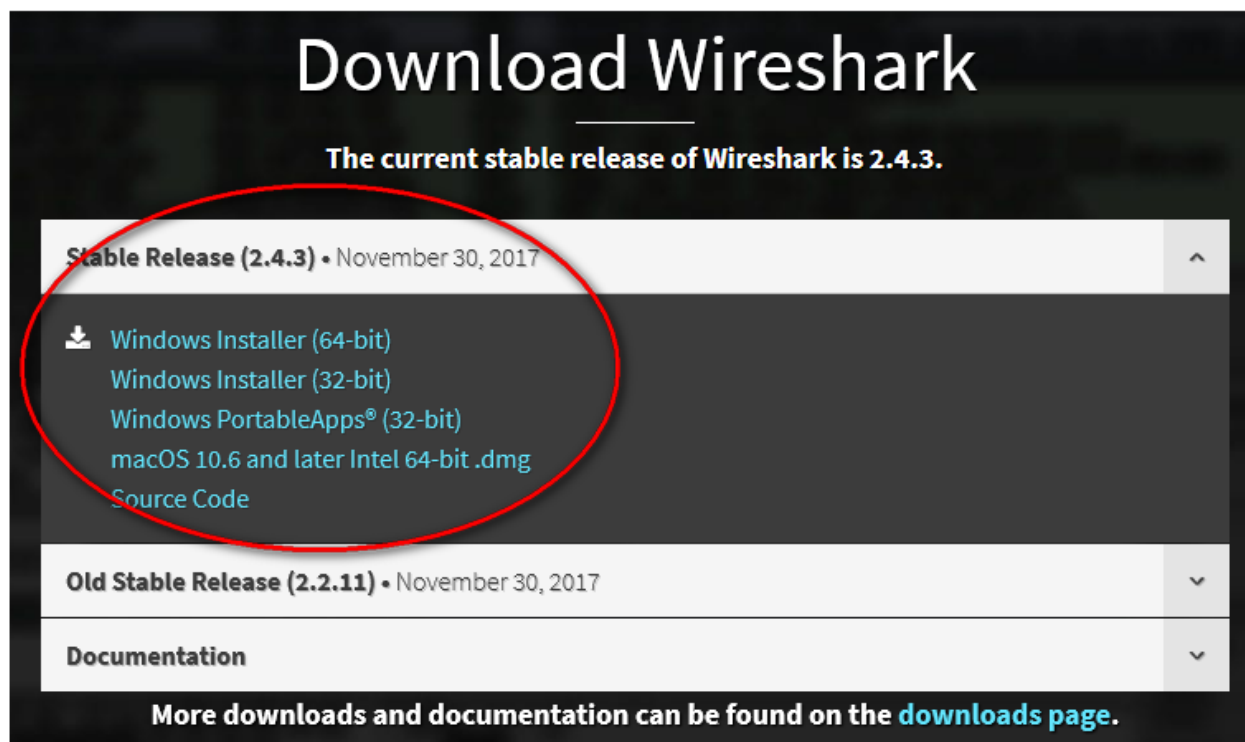 Download Wireshark
The current stable release of Wireshark is 2.4.3.
Stable Release (2.4.3) • November 30, 2017
Windows Installer (64-bit)
Windows Installer (32-bit)
Windows PortableApps® (32-bit)
macOS 10.6 and later Intel 64-bit .dmg
Source Code
Old Stable Release (2.2.11) • November 30, 2017
Documentation
More downloads and documentation can be found on the downloads page.